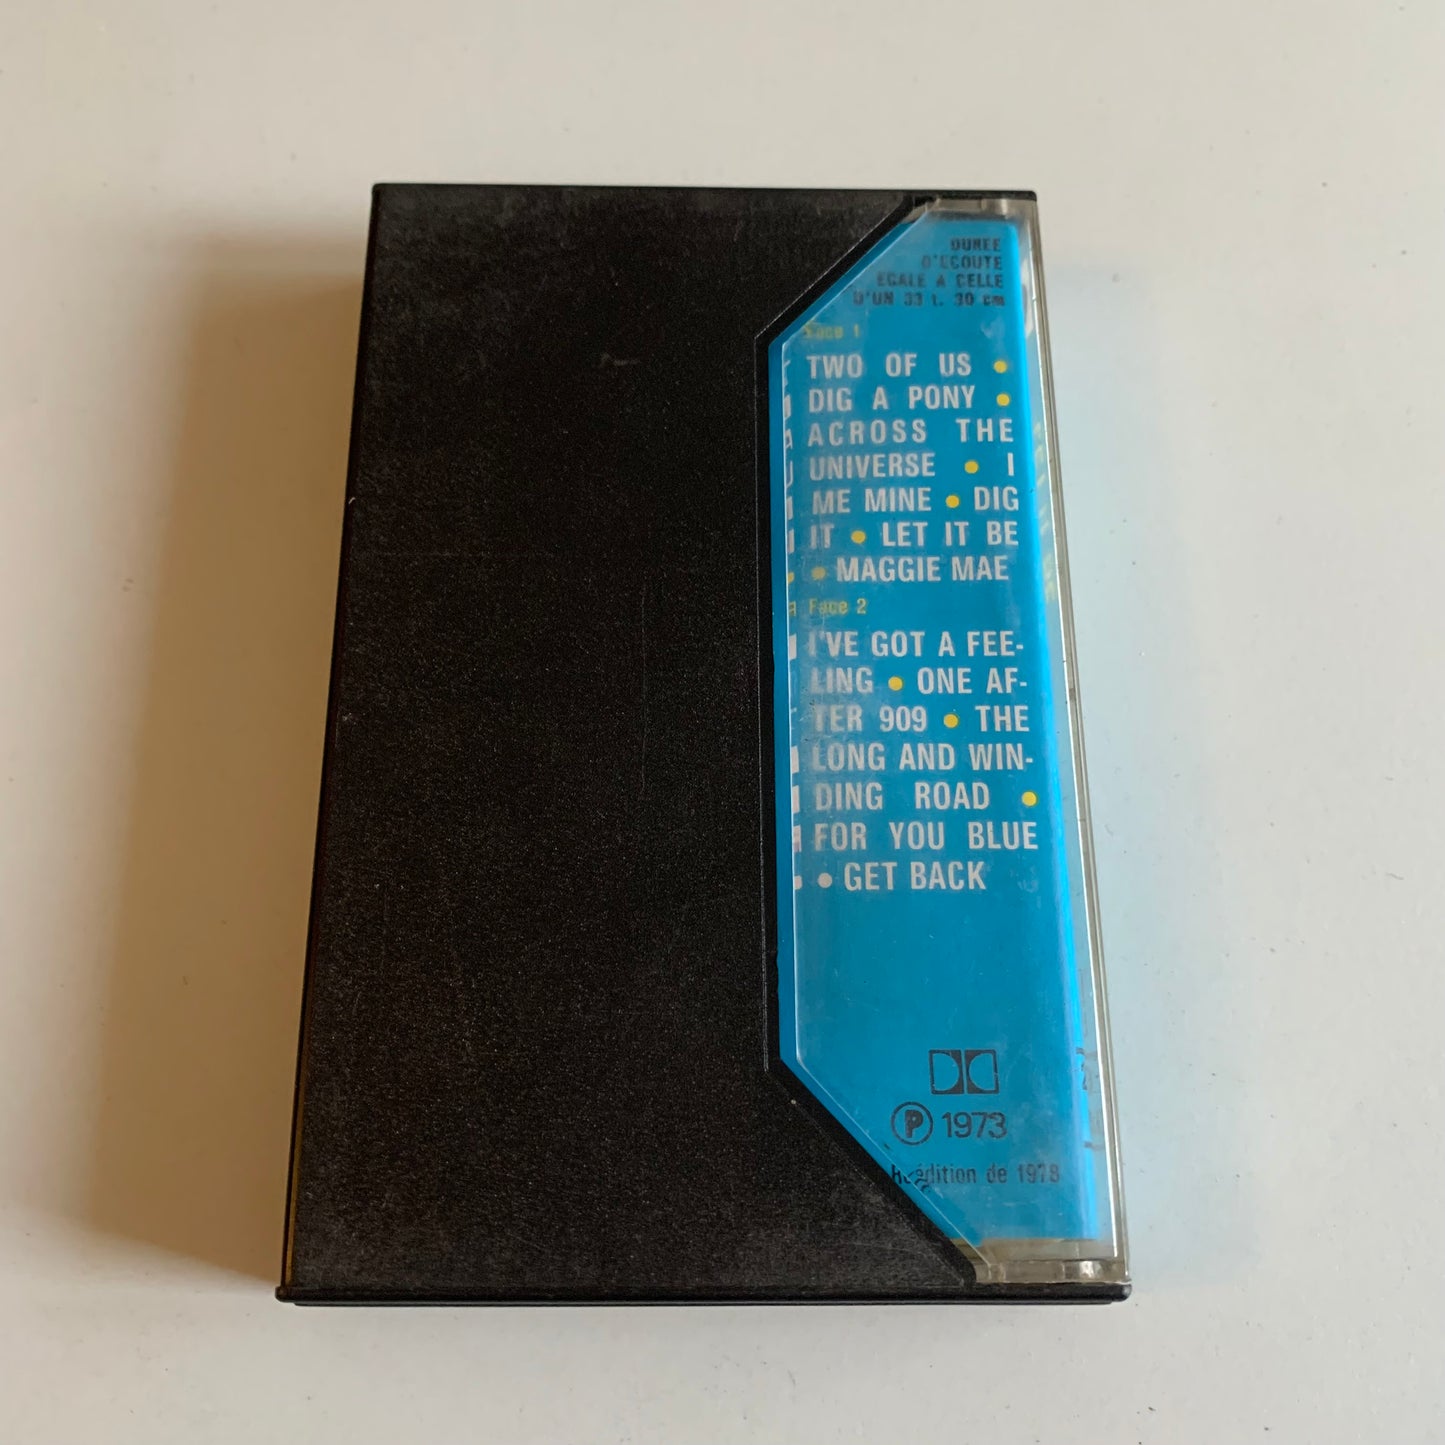 DUREE
D'ECOUTE
EGALE A CELLE
D'UN 33 t. 30 cm
Face 1
TWO OF US •
DIG A PONY •
ACROSS THE
UNIVERSE • I
ME MINE • DIG
IT • LET IT BE
• MAGGIE MAE
Face 2
I'VE GOT A FEE-
LING • ONE AF-
TER 909 • THE
LONG AND WIN-
DING ROAD •
FOR YOU BLUE
• GET BACK
Ⓟ 1973
Réédition de 1978